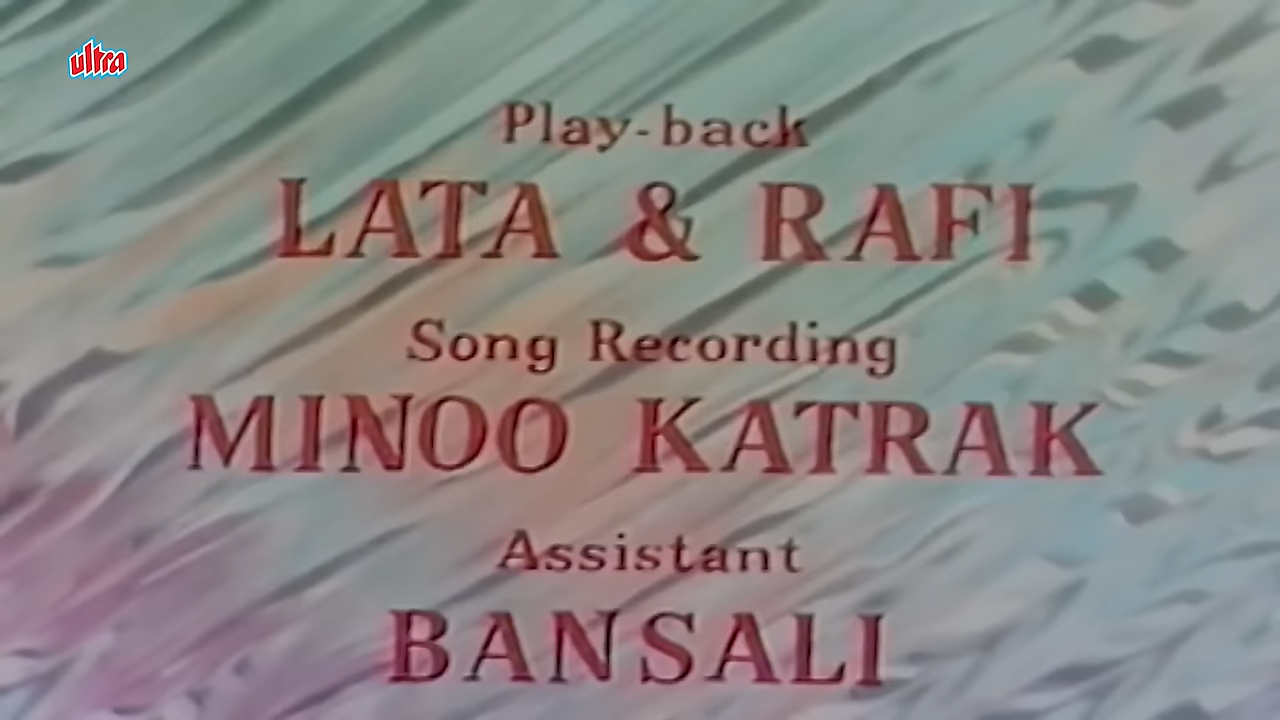 ultra
Play-back
LATA & RAFI
Song Recording
MINOO KATRAK
Assistant
BANSALI